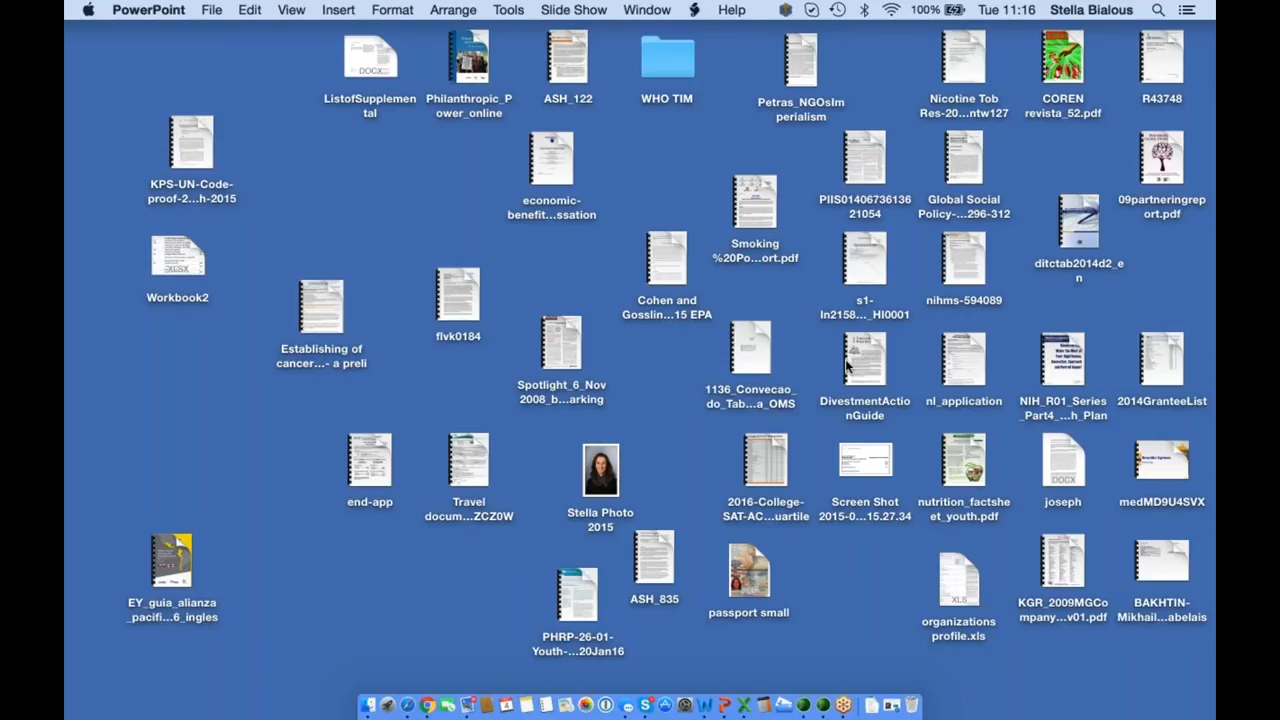 PowerPoint File Edit View Insert Format Arrange Tools Slide Show Window Help 100% Tue 11:16 Stella Bialous
DOCX
ListofSupplemen
tal
Philanthropic_P
ower_online
ASH_122
WHO TIM
Petras_NGOsIm
perialism
Nicotine Tob
Res-20...ntw127
COREN
revista_52.pdf
R43748
KPS-UN-Code-
proof-2...h-2015
economic-
benefit...ssation
Smoking
%20Po...ort.pdf
PIIS01406736136
21054
Global Social
Policy-...296-312
ditctab2014d2_e
n
09partneringrep
ort.pdf
XLSX
Workbook2
Establishing of
cancer...- a preli
flvk0184
Cohen and
Gosslin...15 EPA
s1-
ln2158..._HI0001
nihms-594089
Spotlight_6_Nov
2008_b...arking
1136_Convecao_
do_Tab...a_OMS
DivestmentActio
nGuide
nl_application
NIH_R01_Series
_Part4_...h_Plan
2014GranteeList
end-app
Travel
docum...ZCZ0W
Stella Photo
2015
2016-College-
SAT-AC...uartile
Screen Shot
2015-0...15.27.34
nutrition_factshe
et_youth.pdf
DOCX
joseph
medMD9U4SVX
EY_guia_alianza
_pacifi...6_ingles
PHRP-26-01-
Youth-...20Jan16
ASH_835
passport small
XLS
organizations
profile.xls
KGR_2009MGCo
mpany...v01.pdf
BAKHTIN-
Mikhail...abelais